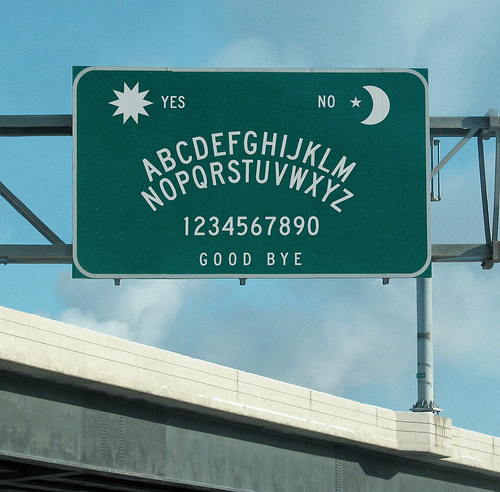 YES NO
ABCDEFGHIJKLM
NOPQRSTUVWXYZ
1234567890
GOOD BYE